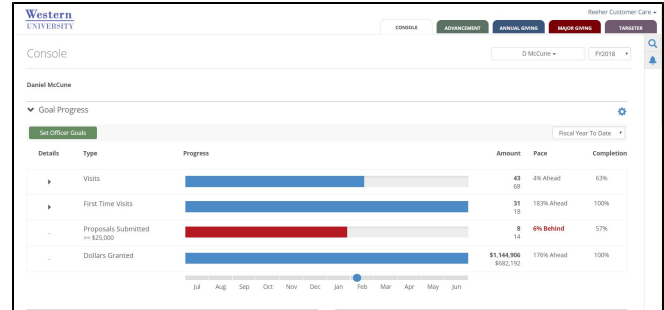 Western
UNIVERSITY
Reeher Customer Care
CONSOLE ADVANCEMENT ANNUAL GIVING MAJOR GIVING TARGETER
Console
D McCune
FY2018
Daniel McCune
Goal Progress
Set Officer Goals
Fiscal Year To Date
Details Type Progress Amount Pace Completion
Visits 43 4% Ahead 63%
68
First Time Visits 31 183% Ahead 100%
18
Proposals Submitted 8 6% Behind 57%
>= $25,000 14
Dollars Granted $1,144,906 176% Ahead 100%
$682,192
Jul Aug Sep Oct Nov Dec Jan Feb Mar Apr May Jun